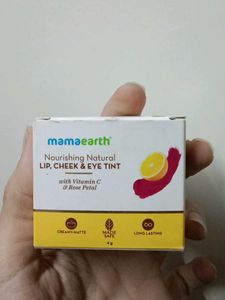 mamaearth
Nourishing Natural
LIP, CHEEK & EYE TINT
with Vitamin C
& Rose Petal
CREAMY-MATTE
MADE
SAFE
LONG LASTING
4 g